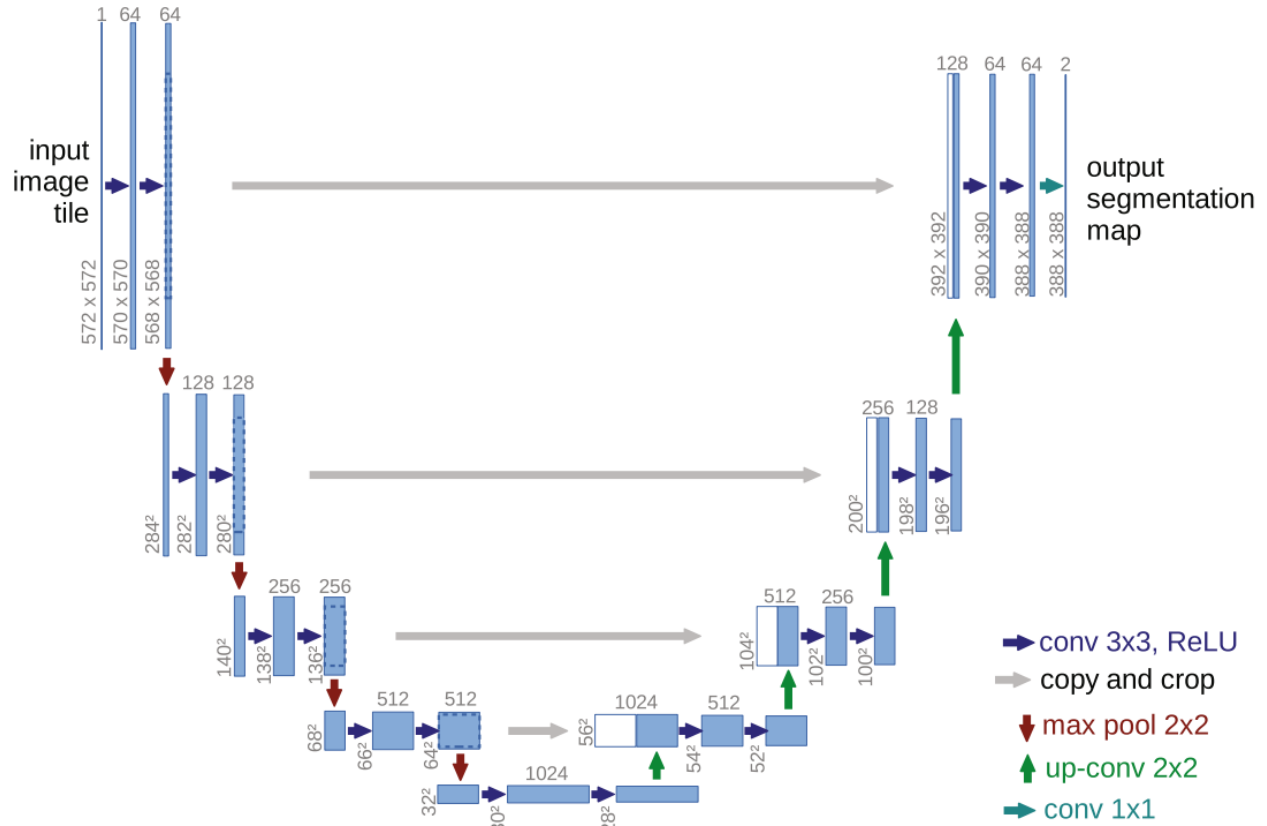 1 64 64
input
image
tile
572 x 572
570 x 570
568 x 568
128 64 64 2
output
segmentation
map
392 x 392
390 x 390
388 x 388
388 x 388
128 128
284²
282²
280²
256 128
200²
198²
196²
256 256
140²
138²
136²
512 256
104²
102²
100²
512 512
68²
66²
64²
1024 512
56²
54²
52²
1024
32²
conv 3x3, ReLU
copy and crop
max pool 2x2
up-conv 2x2
conv 1x1